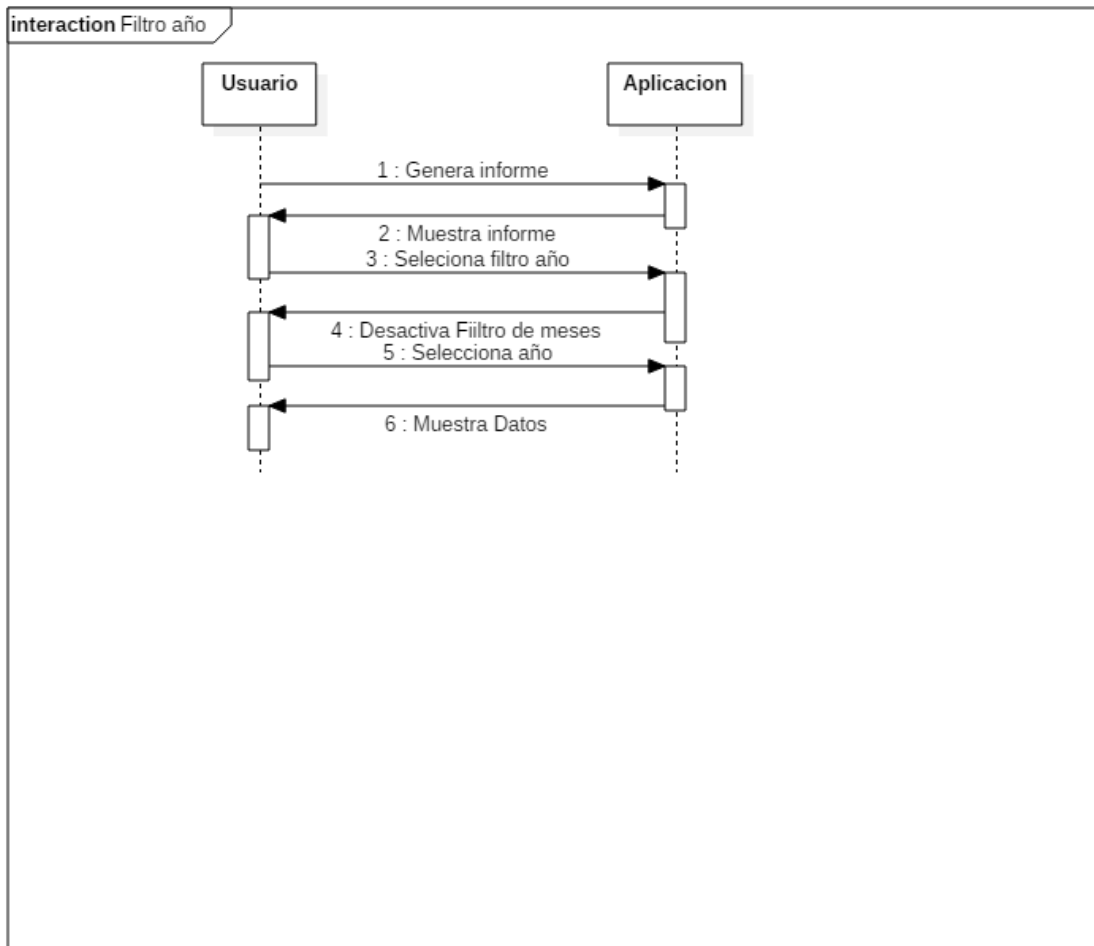 interaction Filtro año
Usuario
Aplicacion
1 : Genera informe
2 : Muestra informe
3 : Seleciona filtro año
4 : Desactiva Fiiltro de meses
5 : Selecciona año
6 : Muestra Datos